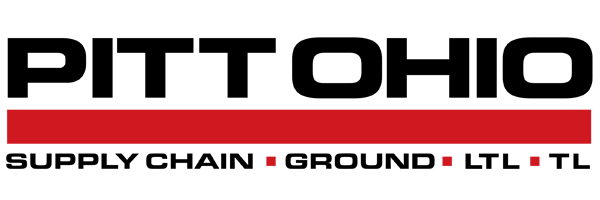 PITT OHIO
SUPPLY CHAIN ▪ GROUND ▪ LTL ▪ TL